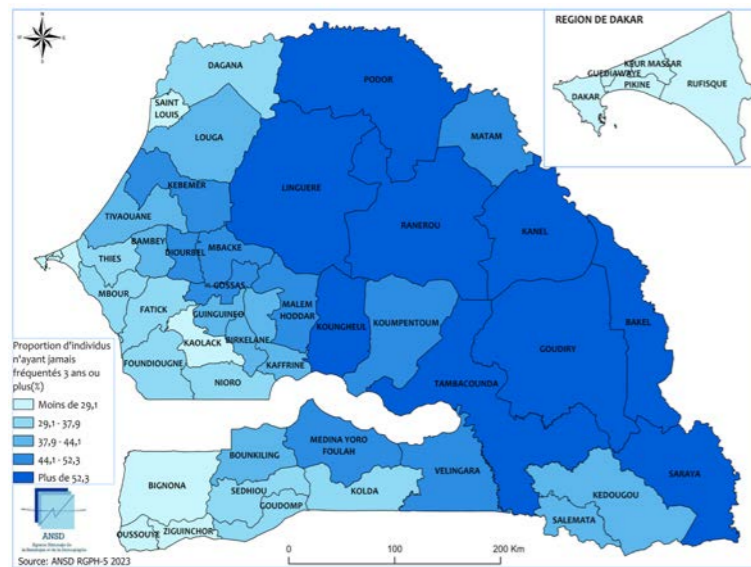 N
REGION DE DAKAR
KEUR MASSAR
GUEDIAWAYE
RUFISQUE
PIKINE
DAKAR
DAGANA
PODOR
SAINT
LOUIS
LOUGA
MATAM
KEBEMER
LINGUERE
RANEROU
KANEL
TIVAOUANE
BAMBEY
MBACKE
DIOURBEL
THIES
GOSSAS
MBOUR
MALEM
HODDAR
FATICK
GUINGUINEO
KOUNGHEUL
KOUMPENTOUM
BAKEL
KAOLACK
BIRKELANE
GOUDIRY
FOUNDIOUGNE
KAFFRINE
NIORO
TAMBACOUNDA
Proportion d'individus
n'ayant jamais
fréquentés 3 ans ou
plus(%)
Moins de 29,1
29,1 - 37,9
37,9 - 44,1
44,1 - 52,3
Plus de 52,3
MEDINA YORO
FOULAH
BOUNKILING
VELINGARA
SARAYA
BIGNONA
SEDHIOU
KOLDA
KEDOUGOU
GOUDOMP
SALEMATA
OUSSOUYE
ZIGUINCHOR
ANSD
0 100 200 Km
Source: ANSD RGPH-5 2023